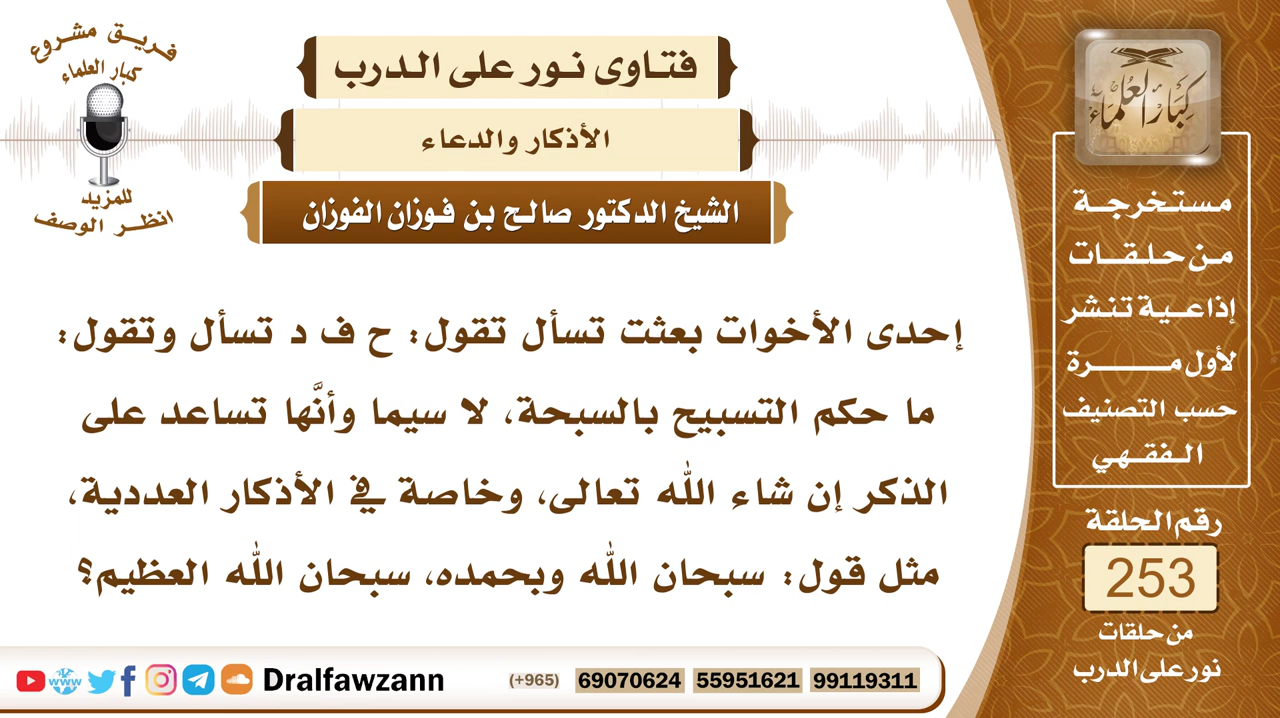 فريق مشروع
كبار العلماء
للمزيد
انظر الوصف
فتاوى نور على الدرب
الأذكار والدعاء
الشيخ الدكتور صالح بن فوزان الفوزان
إحدى الأخوات بعثت تسأل تقول: ح ف د تسأل وتقول:
ما حكم التسبيح بالسبحة، لا سيما وأنَّها تساعد على
الذكر إن شاء الله تعالى، وخاصة في الأذكار العددية،
مثل قول: سبحان الله وبحمده، سبحان الله العظيم؟
كبار العلماء
مستخرجة
من حلقات
إذاعية تنشر
لأول مرة
حسب التصنيف
الفقهي
رقم الحلقة
253
من حلقات
نور على الدرب
www Dralfawzann (+965) 69070624 55951621 99119311